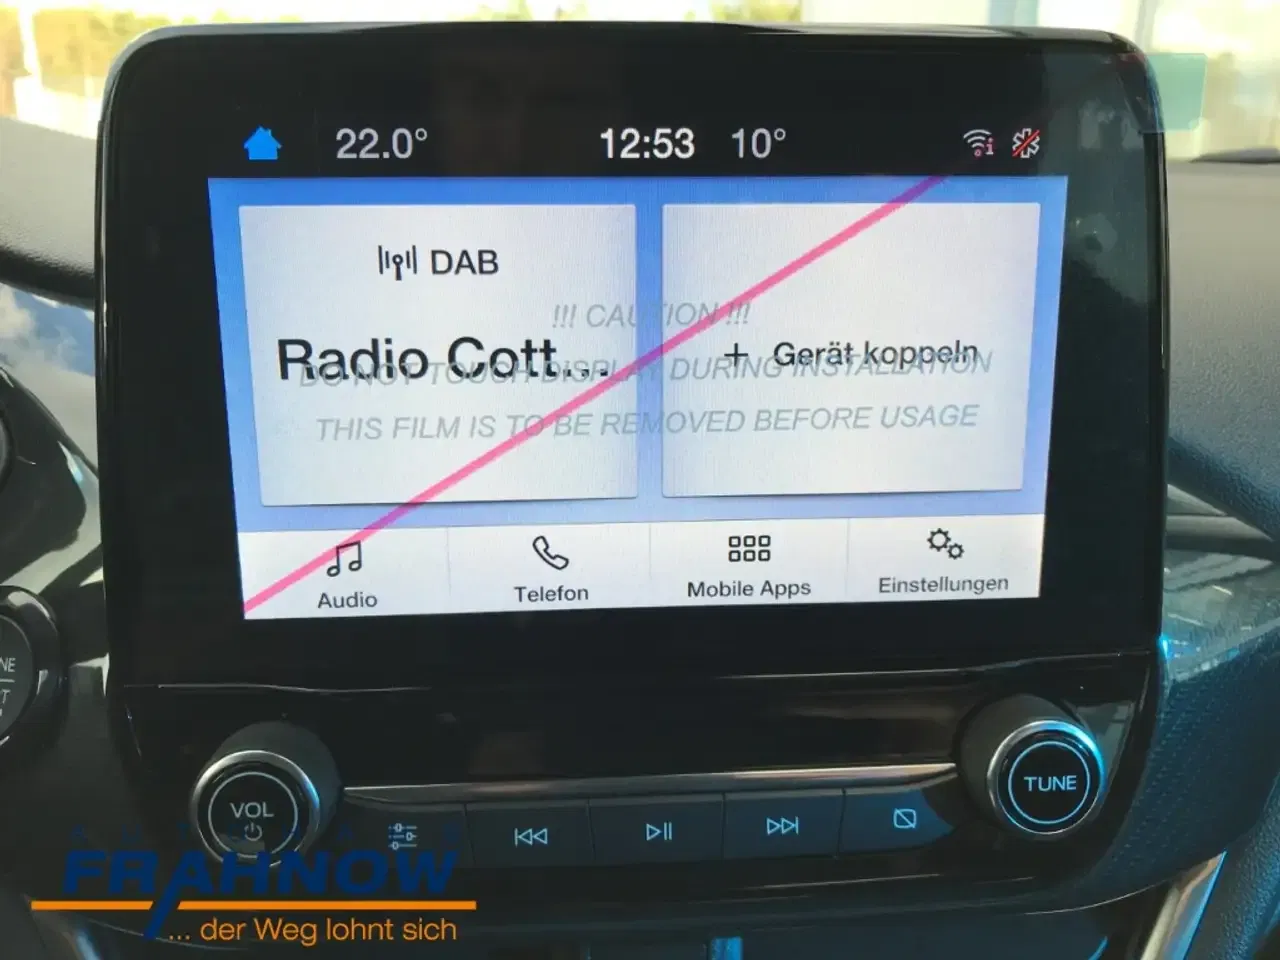 22.0° 12:53 10°
DAB
Radio Cott...
+ Gerät koppeln
!!! CAUTION !!!
DO NOT TOUCH DISPLAY DURING INSTALLATION
THIS FILM IS TO BE REMOVED BEFORE USAGE
Audio Telefon Mobile Apps Einstellungen
VOL
TUNE
FRAHNOW
... der Weg lohnt sich